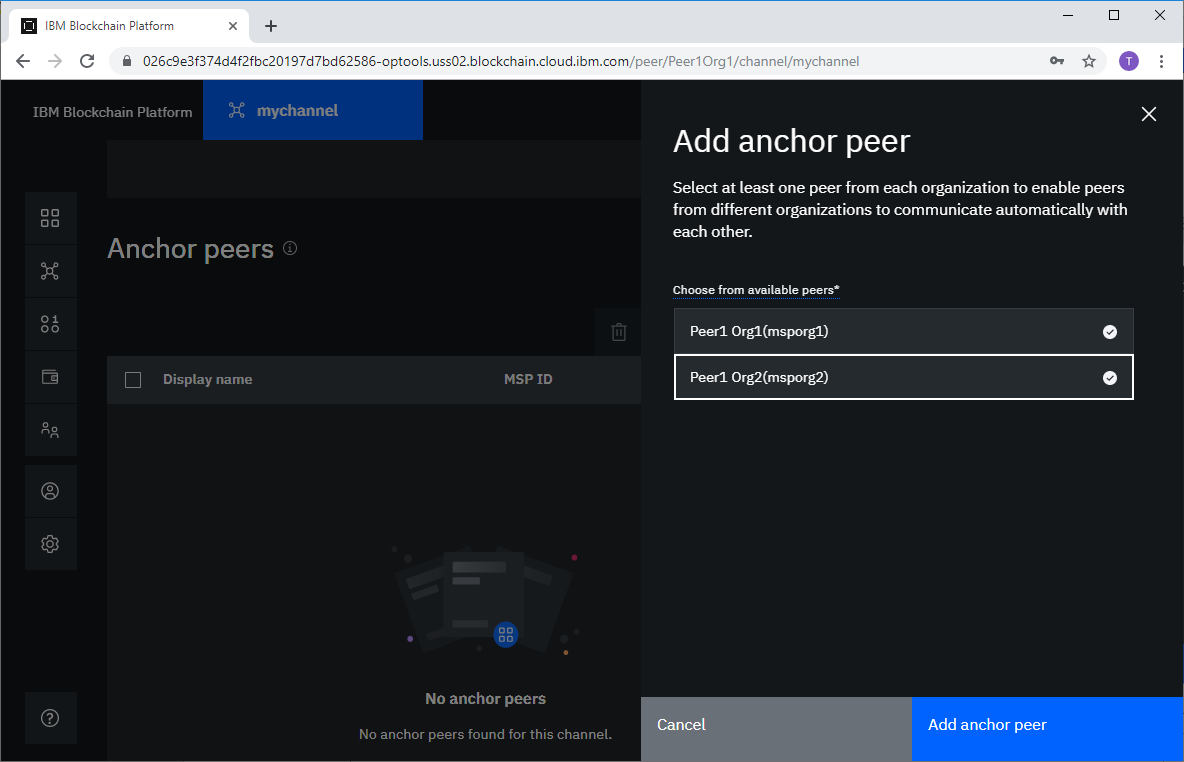 IBM Blockchain Platform
026c9e3f374d4f2fbc20197d7bd62586-optools.uss02.blockchain.cloud.ibm.com/peer/Peer1Org1/channel/mychannel
T
IBM Blockchain Platform
mychannel
Add anchor peer
Select at least one peer from each organization to enable peers
from different organizations to communicate automatically with
each other.
Anchor peers
Choose from available peers*
Peer1 Org1(msporg1)
Peer1 Org2(msporg2)
Display name
MSP ID
No anchor peers
No anchor peers found for this channel.
Cancel
Add anchor peer